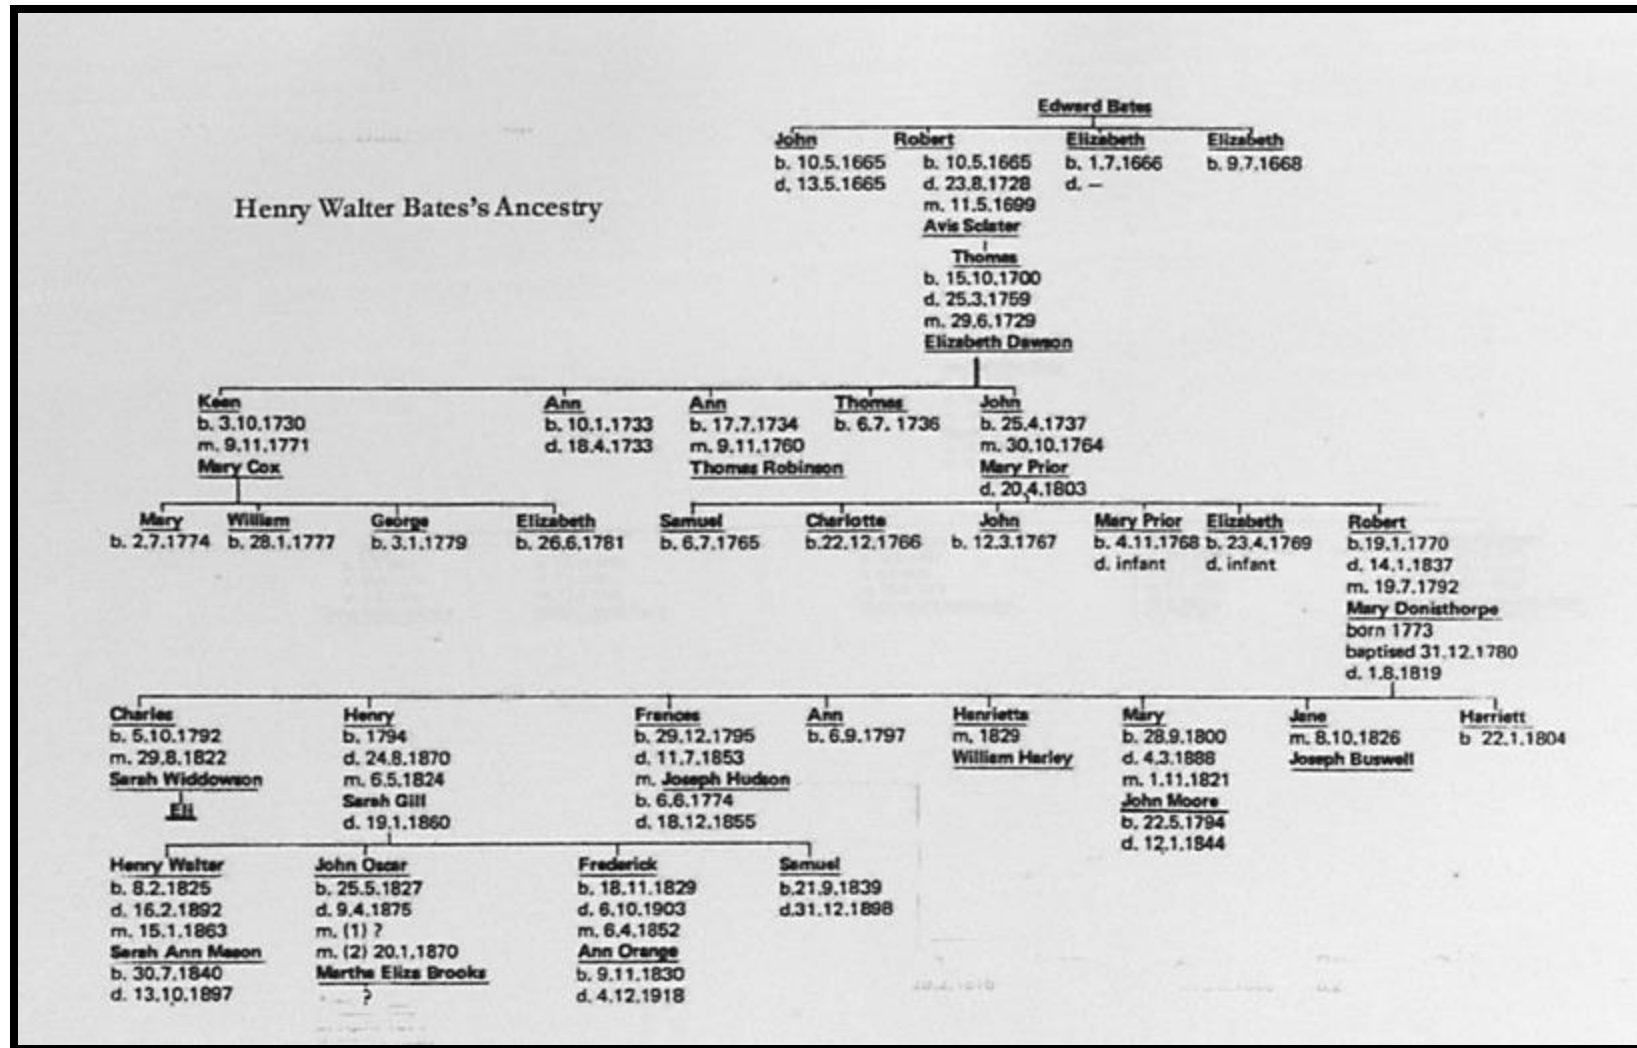 Edward Bates
John
b. 10.5.1665
d. 13.5.1665
Robert
b. 10.5.1665
d. 23.8.1728
m. 11.5.1699
Avis Sclater
Elizabeth
b. 1.7.1666
d. —
Elizabeth
b. 9.7.1668
Henry Walter Bates's Ancestry
Thomas
b. 15.10.1700
d. 25.3.1759
m. 29.6.1729
Elizabeth Dawson
Keen
b. 3.10.1730
m. 9.11.1771
Mary Cox
Ann
b. 10.1.1733
d. 18.4.1733
Ann
b. 17.7.1734
m. 9.11.1760
Thomas Robinson
Thomas
b. 6.7. 1736
John
b. 25.4.1737
m. 30.10.1764
Mary Prior
d. 20.4.1803
Mary
b. 2.7.1774
William
b. 28.1.1777
George
b. 3.1.1779
Elizabeth
b. 26.6.1781
Samuel
b. 6.7.1765
Charlotte
b.22.12.1766
John
b. 12.3.1767
Mary Prior
b. 4.11.1768
d. infant
Elizabeth
b. 23.4.1769
d. infant
Robert
b.19.1.1770
d. 14.1.1837
m. 19.7.1792
Mary Donisthorpe
born 1773
baptised 31.12.1780
d. 1.8.1819
Charles
b. 5.10.1792
m. 29.8.1822
Sarah Widdowson
Eli
Henry
b. 1794
d. 24.8.1870
m. 6.5.1824
Sarah Gill
d. 19.1.1860
Frances
b. 29.12.1795
d. 11.7.1853
m. Joseph Hudson
b. 6.6.1774
d. 18.12.1855
Ann
b. 6.9.1797
Henrietta
m. 1829
William Harley
Mary
b. 28.9.1800
d. 4.3.1888
m. 1.11.1821
John Moore
b. 22.5.1794
d. 12.1.1844
Jane
m. 8.10.1826
Joseph Buswell
Harriett
b 22.1.1804
Henry Walter
b. 8.2.1825
d. 16.2.1892
m. 15.1.1863
Sarah Ann Mason
b. 30.7.1840
d. 13.10.1897
John Oscar
b. 25.5.1827
d. 9.4.1875
m. (1) ?
m. (2) 20.1.1870
Martha Eliza Brooks
?
Frederick
b. 18.11.1829
d. 6.10.1903
m. 6.4.1852
Ann Orange
b. 9.11.1830
d. 4.12.1918
Samuel
b.21.9.1839
d.31.12.1898